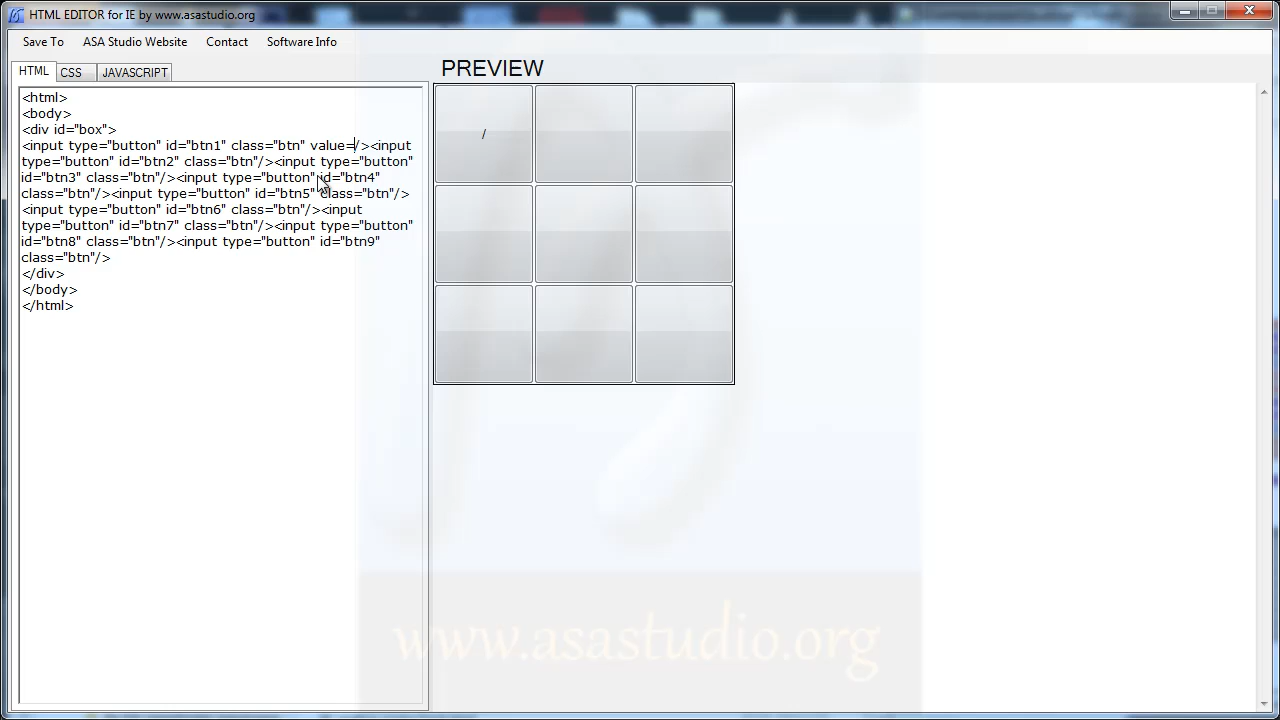 HTML EDITOR for IE by www.asastudio.org
Save To ASA Studio Website Contact Software Info
HTML CSS JAVASCRIPT
PREVIEW
<html>
<body>
<div id="box">
<input type="button" id="btn1" class="btn" value=/><input
type="button" id="btn2" class="btn"/><input type="button"
id="btn3" class="btn"/><input type="button" id="btn4"
class="btn"/><input type="button" id="btn5" class="btn"/>
<input type="button" id="btn6" class="btn"/><input
type="button" id="btn7" class="btn"/><input type="button"
id="btn8" class="btn"/><input type="button" id="btn9"
class="btn"/>
</div>
</body>
</html>
/
www.asastudio.org